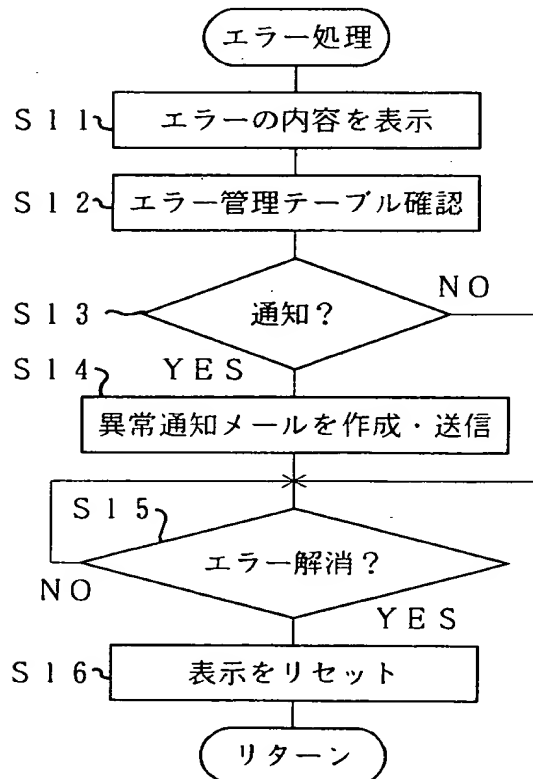 エラー処理
S11
エラーの内容を表示
S12
エラー管理テーブル確認
S13
通知?
NO
S14
YES
異常通知メールを作成・送信
S15
エラー解消?
NO
YES
S16
表示をリセット
リターン